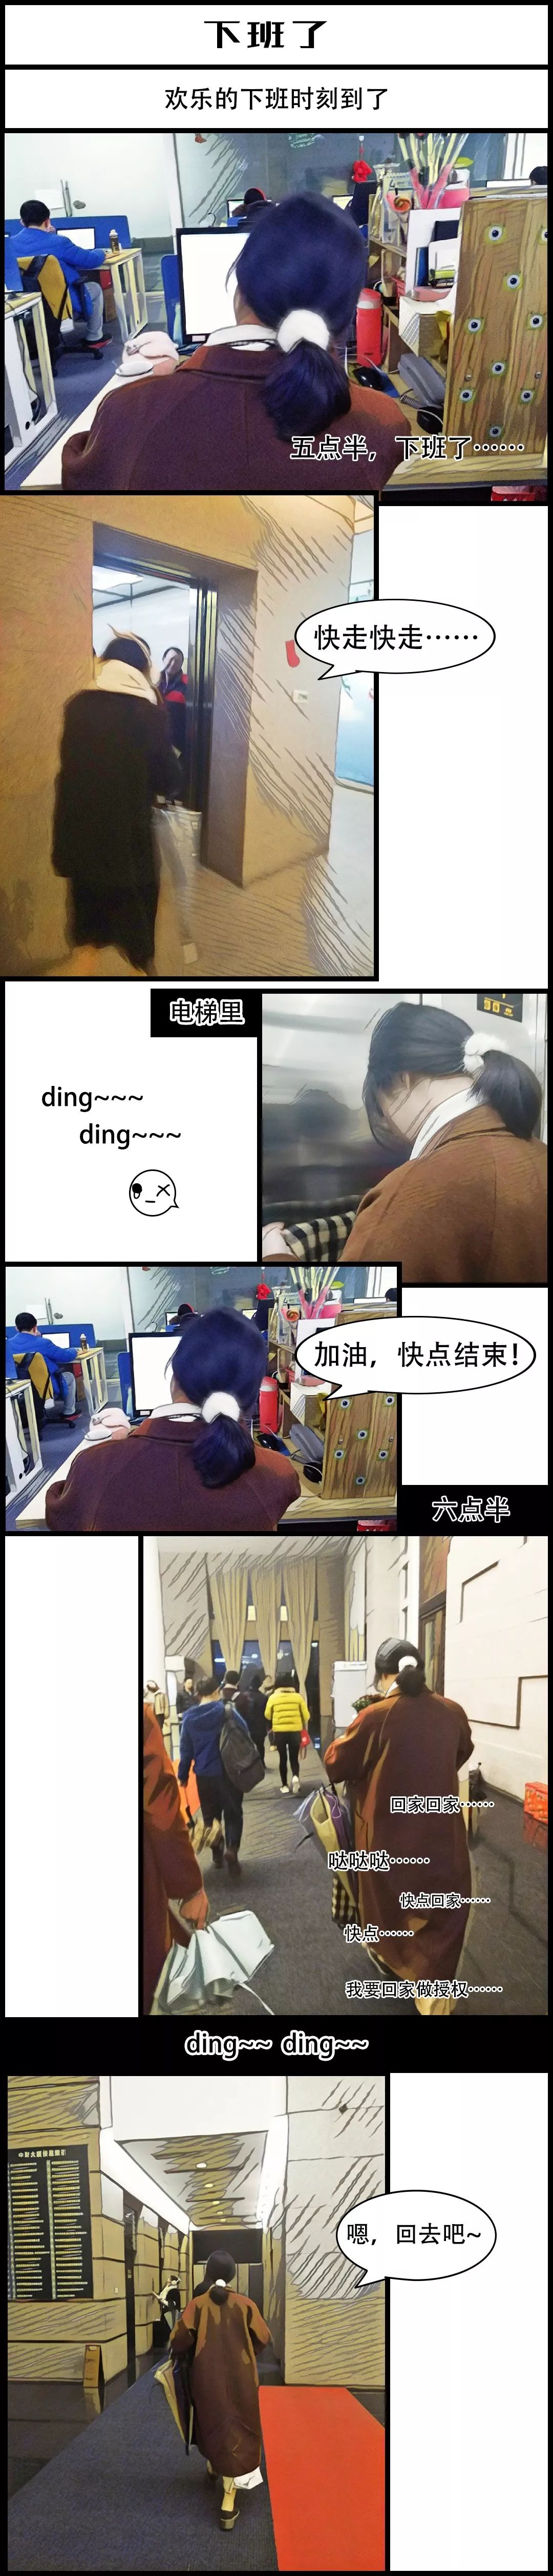 下班了
欢乐的下班时刻到了
五点半，下班了……
快走快走……
电梯里
ding~~~
ding~~~
加油，快点结束！
六点半
回家回家……
哒哒哒……
快点回家……
快点……
我要回家做授权……
ding~~ ding~~
嗯，回去吧~